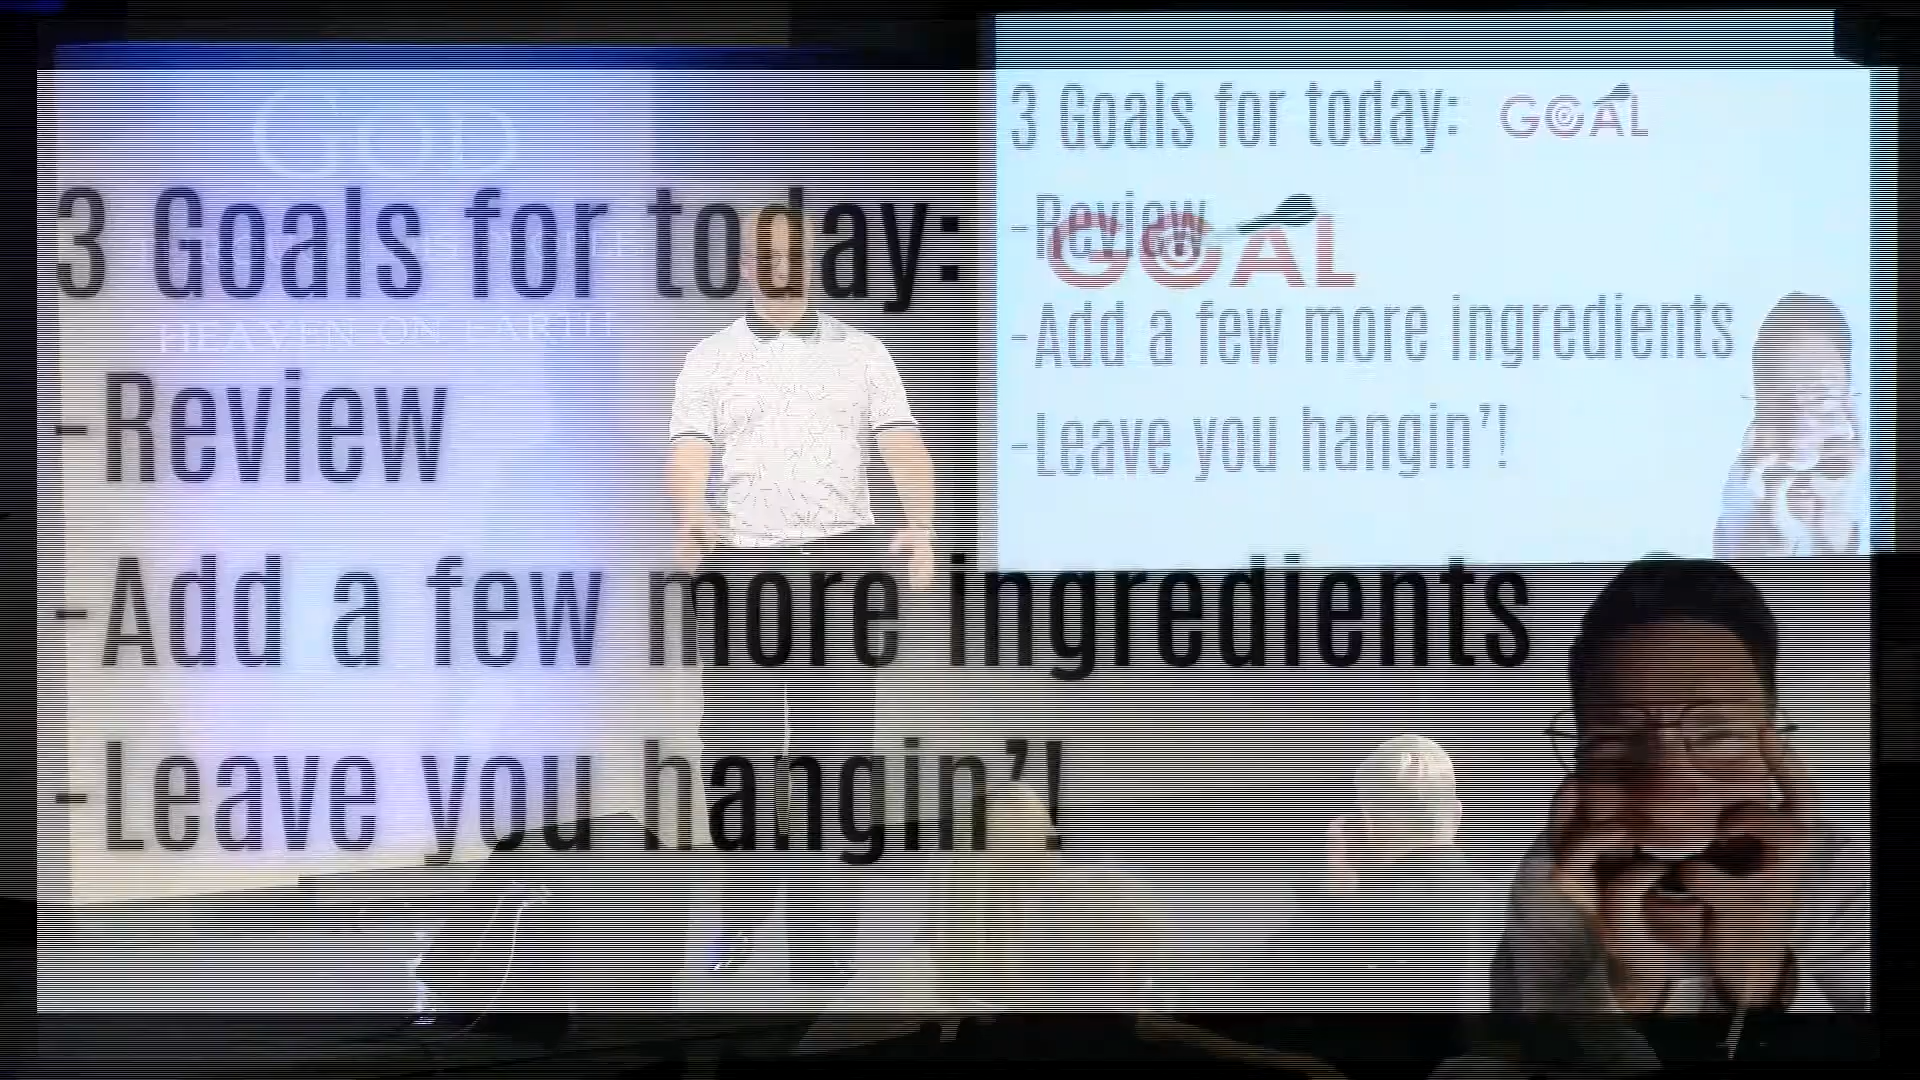 3 Goals for today:
GOAL
-Review
-Add a few more ingredients
-Leave you hangin'!
GOD
HEAVEN ON EARTH
3 Goals for today:
GOAL
-Review
-Add a few more ingredients
-Leave you hangin'!